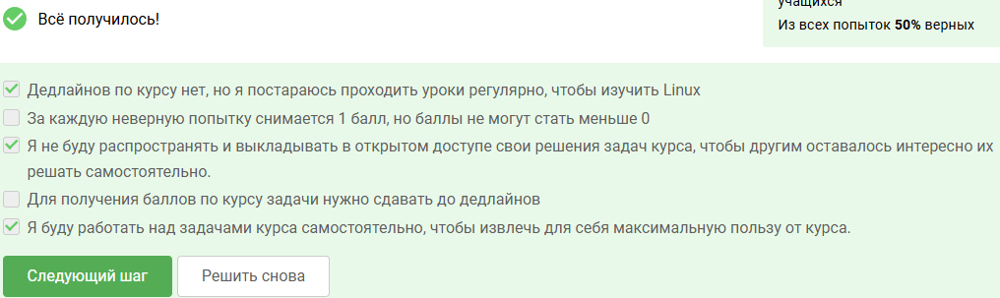 учащихся
Всё получилось!
Из всех попыток 50% верных
Дедлайнов по курсу нет, но я постараюсь проходить уроки регулярно, чтобы изучить Linux
За каждую неверную попытку снимается 1 балл, но баллы не могут стать меньше 0
Я не буду распространять и выкладывать в открытом доступе свои решения задач курса, чтобы другим оставалось интересно их
решать самостоятельно.
Для получения баллов по курсу задачи нужно сдавать до дедлайнов
Я буду работать над задачами курса самостоятельно, чтобы извлечь для себя максимальную пользу от курса.
Следующий шаг
Решить снова